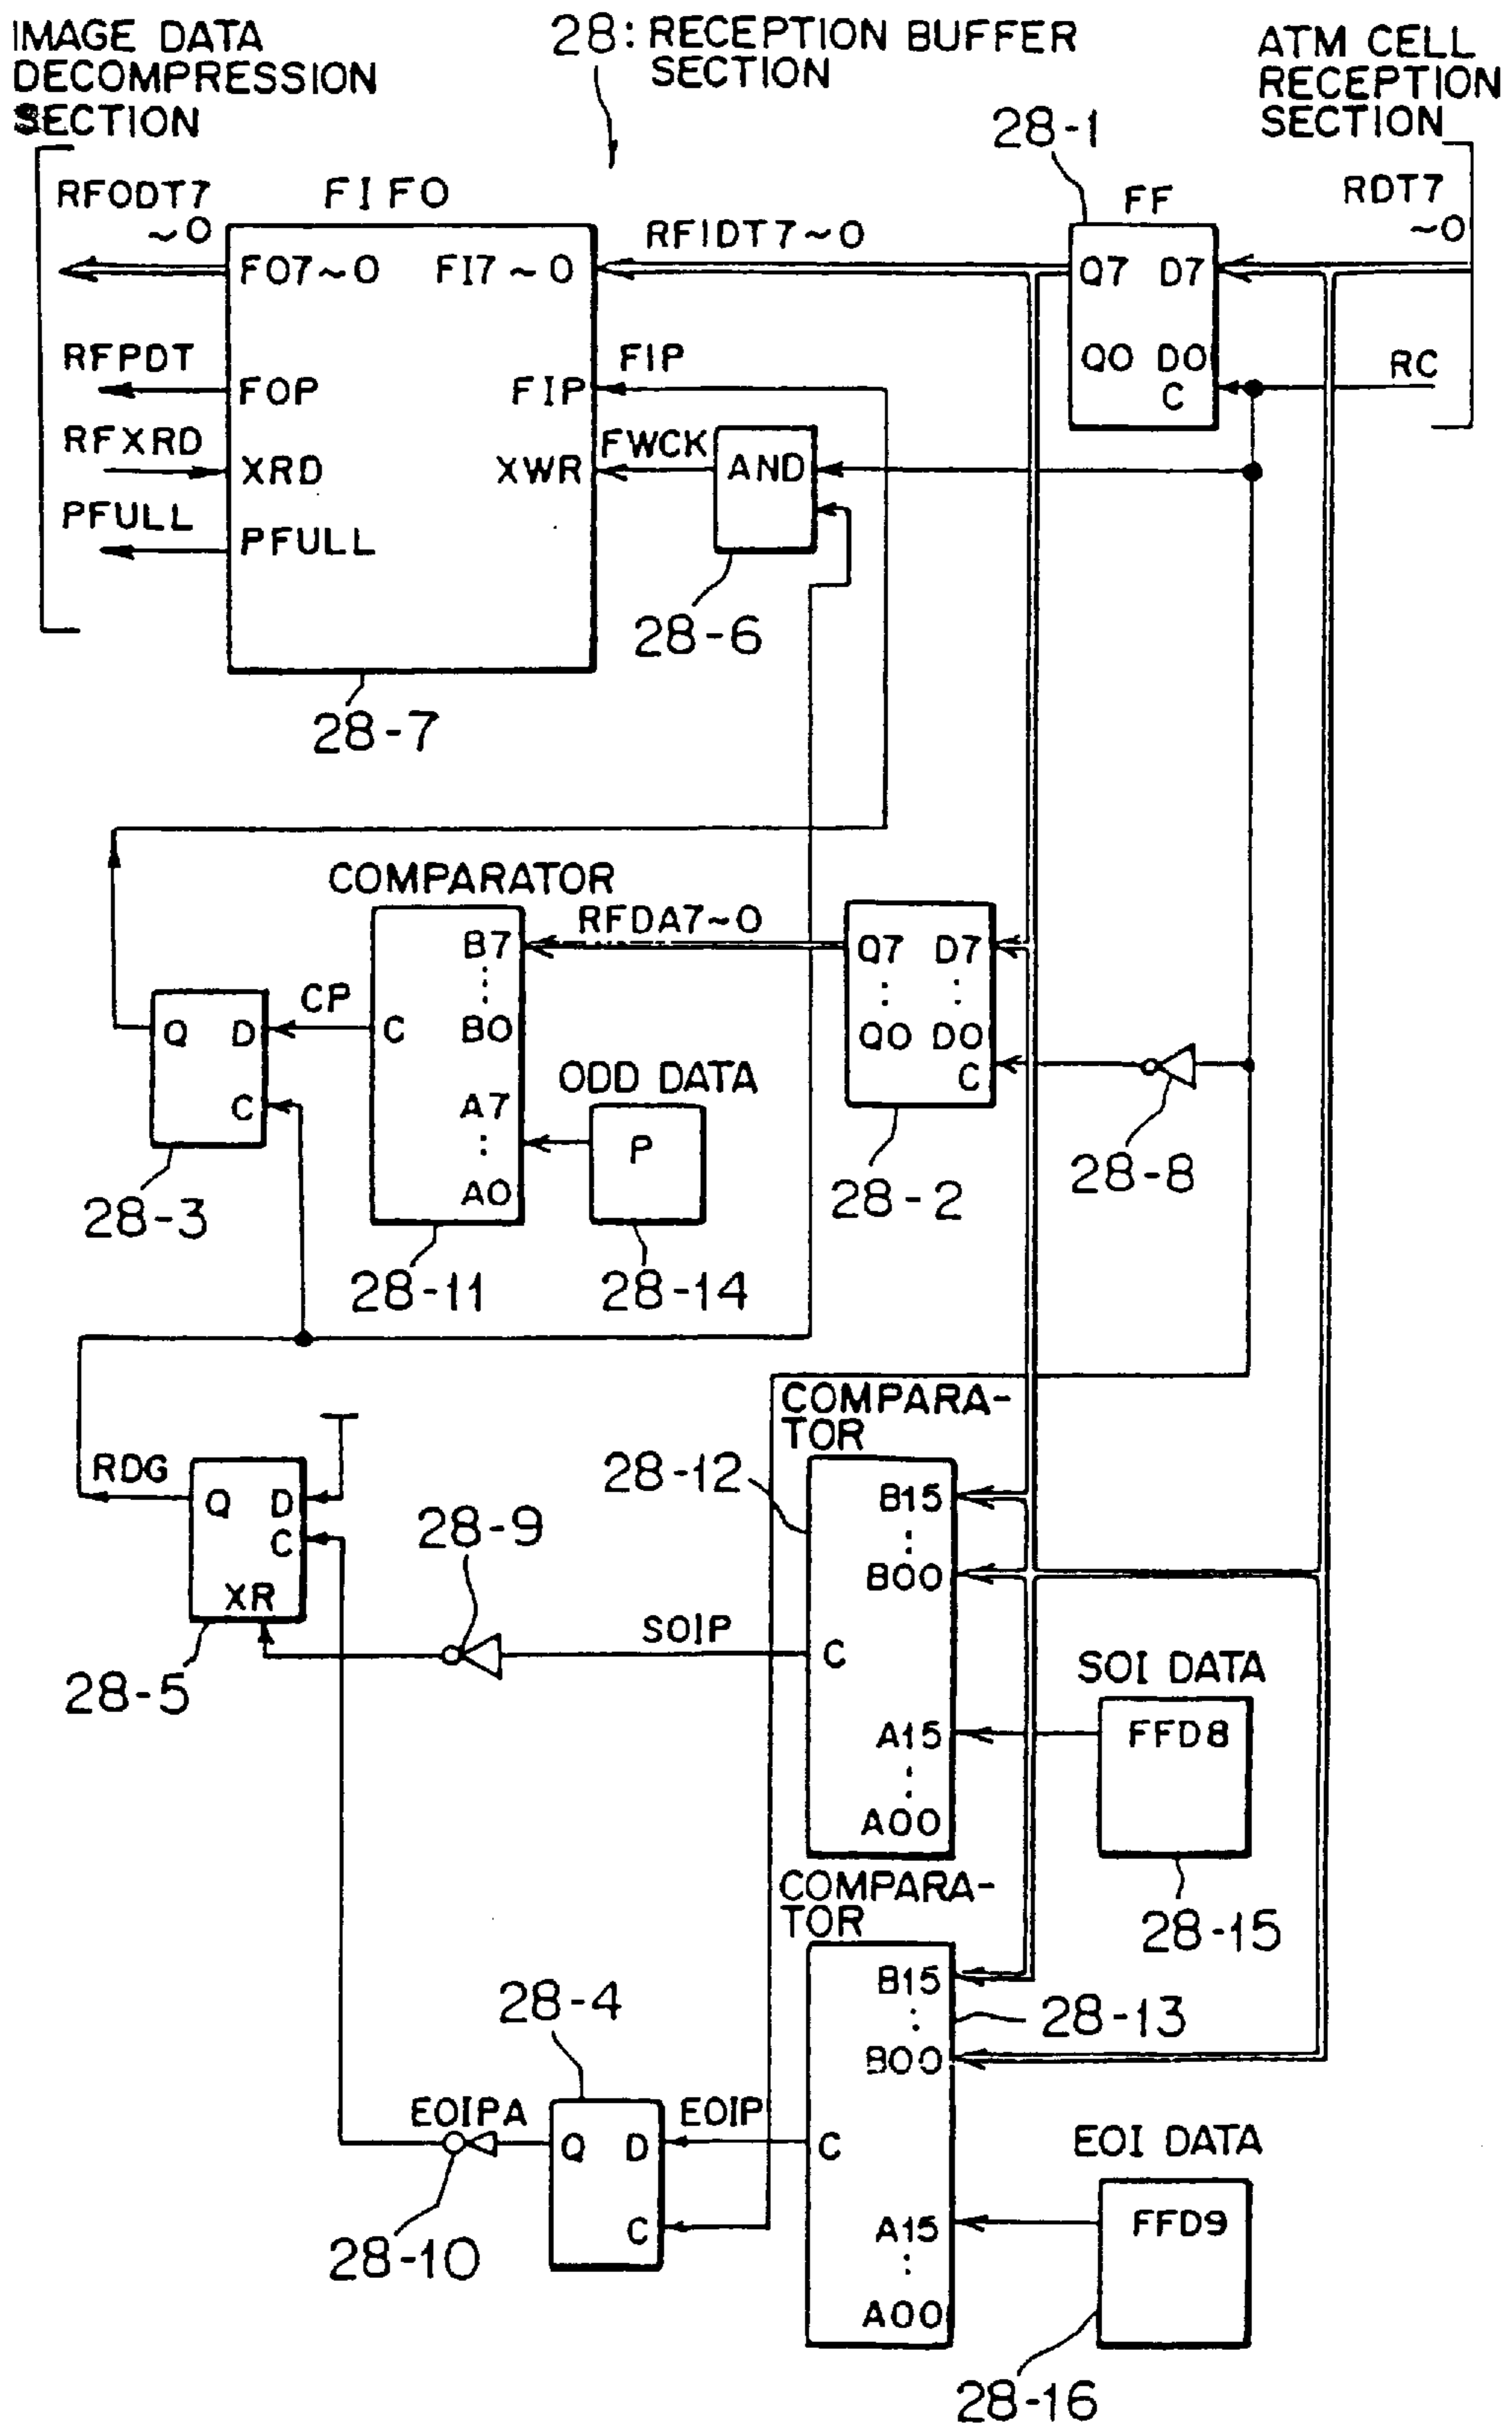 IMAGE DATA
DECOMPRESSION
SECTION
28: RECEPTION BUFFER
SECTION
ATM CELL
RECEPTION
SECTION
28-1
RFODT7
~0
FIFO
RFIDT7~0
FF
RDT7
~0
FO7~0
FI7~0
Q7
D7
RFPDT
FOP
FIP
FIP
Q0
D0
C
RC
RFXRD
XRD
XWR
FWCK
AND
PFULL
PFULL
28-6
28-7
COMPARATOR
RFDA7~0
B7
B0
Q7
D7
Q0
D0
C
CP
C
Q
D
C
ODD DATA
A7
A0
P
28-3
28-11
28-14
28-2
28-8
COMPARA-
TOR
28-12
RDG
Q
D
C
XR
28-9
B15
B00
SOIP
C
28-5
SOI DATA
A15
A00
FFD8
28-15
COMPARA-
TOR
B15
B00
28-13
28-4
EOIPA
Q
D
C
EOIP
C
28-10
EOI DATA
A15
A00
FFD9
28-16